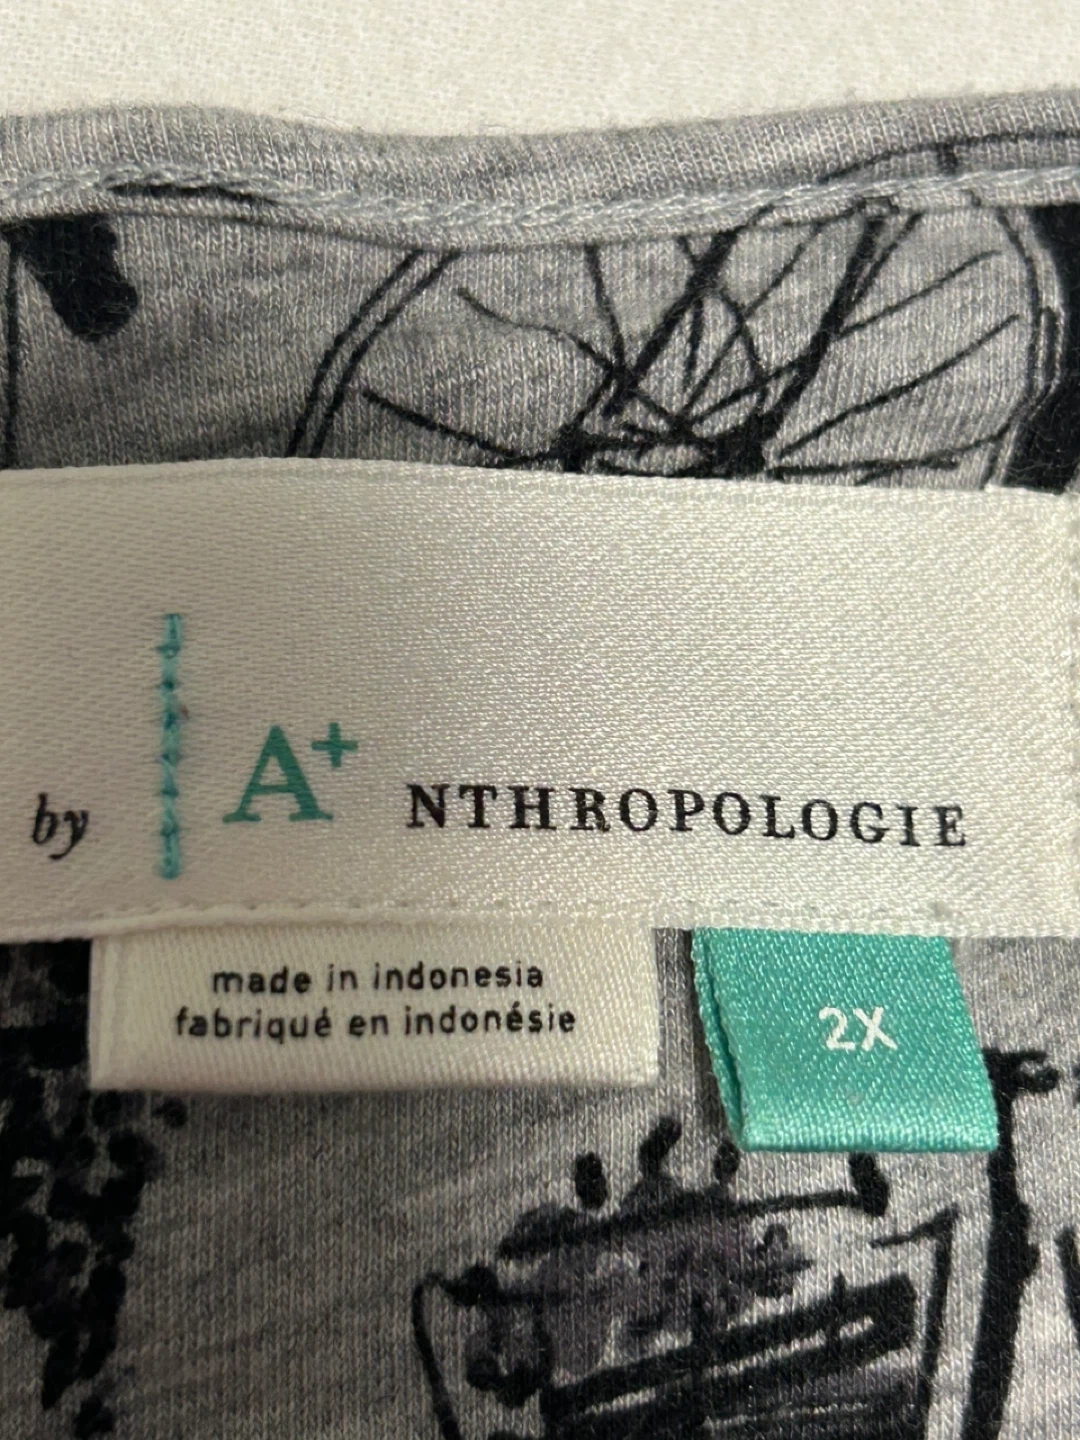 by A+ NTHROPOLOGIE
made in indonesia
fabriqué en indonésie
2X